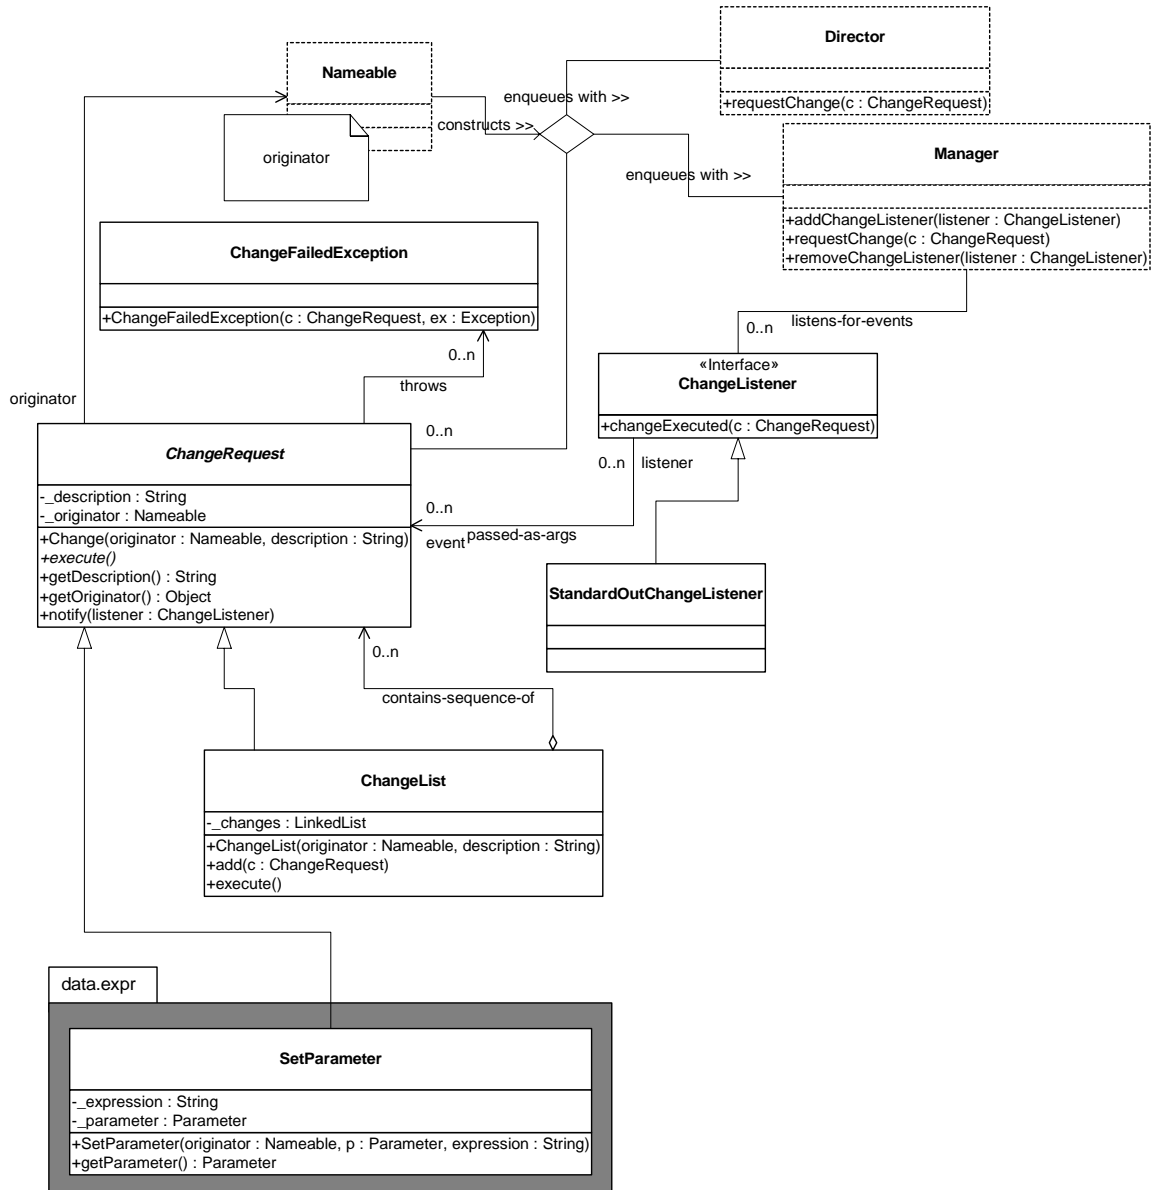 Director
+requestChange(c : ChangeRequest)
Nameable
enqueues with >>
constructs >>
originator
Manager
enqueues with >>
+addChangeListener(listener : ChangeListener)
+requestChange(c : ChangeRequest)
+removeChangeListener(listener : ChangeListener)
ChangeFailedException
+ChangeFailedException(c : ChangeRequest, ex : Exception)
0..n
throws
0..n
listens-for-events
«Interface»
ChangeListener
+changeExecuted(c : ChangeRequest)
originator
0..n
0..n
listener
ChangeRequest
-_description : String
-_originator : Nameable
+Change(originator : Nameable, description : String)
+execute()
+getDescription() : String
+getOriginator() : Object
+notify(listener : ChangeListener)
0..n
event
passed-as-args
StandardOutChangeListener
0..n
contains-sequence-of
ChangeList
-_changes : LinkedList
+ChangeList(originator : Nameable, description : String)
+add(c : ChangeRequest)
+execute()
data.expr
SetParameter
-_expression : String
-_parameter : Parameter
+SetParameter(originator : Nameable, p : Parameter, expression : String)
+getParameter() : Parameter